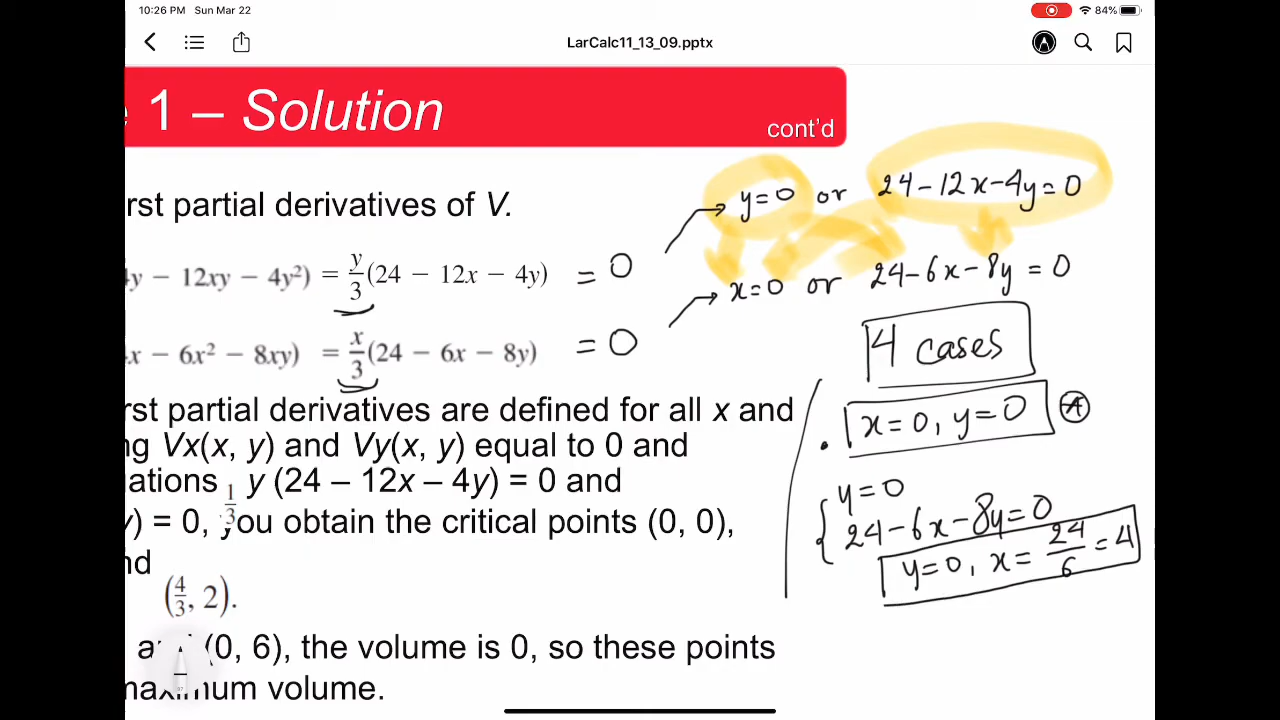 10:26 PM Sun Mar 22
84%
LarCalc11_13_09.pptx
e 1 – Solution
cont'd
rst partial derivatives of V.
y=0 or 24-12x-4y=0
4y − 12xy − 4y²) = y/3 (24 − 12x − 4y) = 0
x=0 or 24-6x-8y=0
4x − 6x² − 8xy) = x/3 (24 − 6x − 8y) = 0
4 cases
rst partial derivatives are defined for all x and
. x=0, y=0 A
ng Vx(x, y) and Vy(x, y) equal to 0 and
ations 1/3 y (24 – 12x – 4y) = 0 and
y=0
24-6x-8y=0
y) = 0, you obtain the critical points (0, 0),
y=0, x= 24/6 = 4
nd
(4/3, 2).
(0, 6), the volume is 0, so these points
maximum volume.